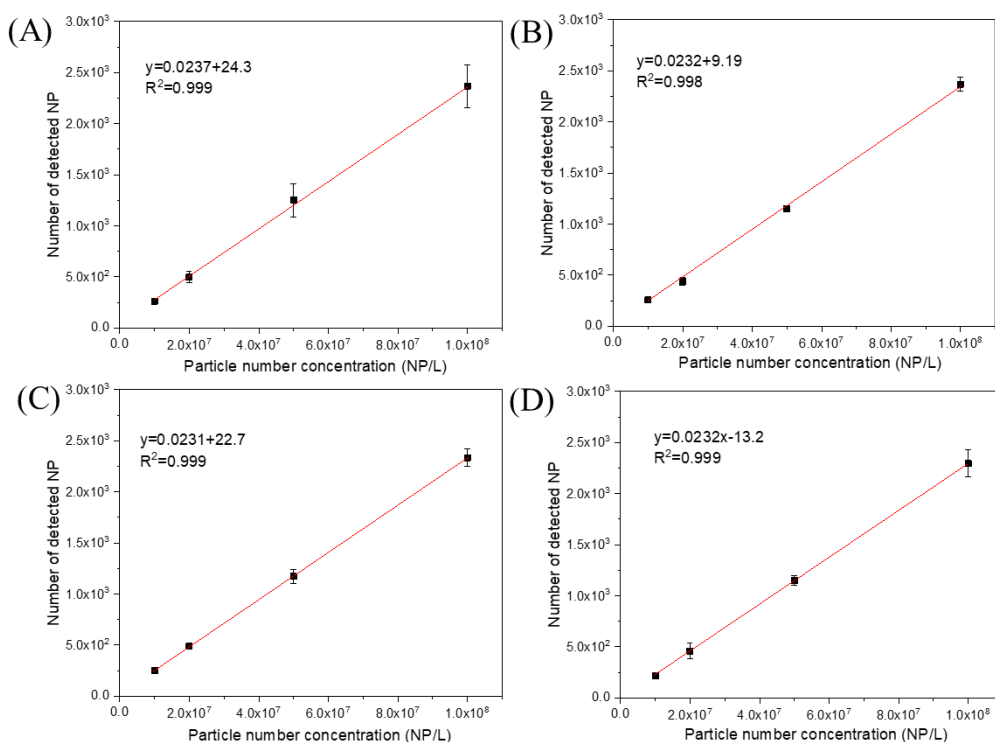 (A)
y=0.0237+24.3
R²=0.999
Number of detected NP
3.0x10³
2.5x10³
2.0x10³
1.5x10³
1.0x10³
5.0x10²
0.0
0.0 2.0x10⁷ 4.0x10⁷ 6.0x10⁷ 8.0x10⁷ 1.0x10⁸
Particle number concentration (NP/L)
(B)
y=0.0232+9.19
R²=0.998
Number of detected NP
3.0x10³
2.5x10³
2.0x10³
1.5x10³
1.0x10³
5.0x10²
0.0
0.0 2.0x10⁷ 4.0x10⁷ 6.0x10⁷ 8.0x10⁷ 1.0x10⁸
Particle number concentration (NP/L)
(C)
y=0.0231+22.7
R²=0.999
Number of detected NP
3.0x10³
2.5x10³
2.0x10³
1.5x10³
1.0x10³
5.0x10²
0.0
0.0 2.0x10⁷ 4.0x10⁷ 6.0x10⁷ 8.0x10⁷ 1.0x10⁸
Particle number concentration (NP/L)
(D)
y=0.0232x-13.2
R²=0.999
Number of detected NP
3.0x10³
2.5x10³
2.0x10³
1.5x10³
1.0x10³
5.0x10²
0.0
0.0 2.0x10⁷ 4.0x10⁷ 6.0x10⁷ 8.0x10⁷ 1.0x10⁸
Particle number concentration (NP/L)